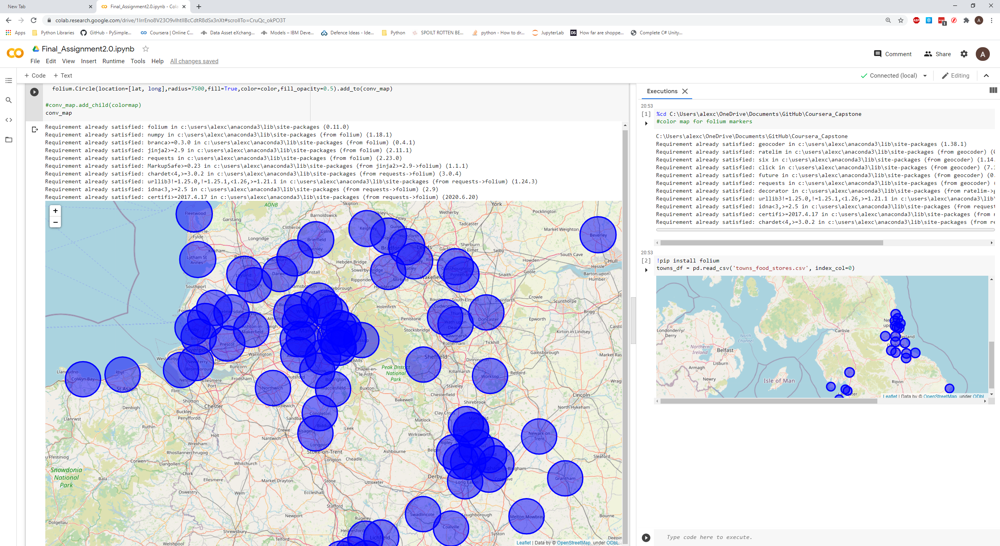 New Tab
Final_Assignment2.0.ipynb - Cola
colab.research.google.com/drive/1IrrEno8V23O9vlhtIIBcCdtR8dSx3nXt#scrollTo=CruQc_okPO3T
Apps
Python Libraries
GitHub - PySimple...
Coursera | Online C...
Data Asset eXchang...
Models – IBM Deve...
Defence Ideas - Ide...
Python
SPOILT ROTTEN BE...
python - How to dr...
JupyterLab
How far are shoppe...
Complete C# Unity...
Final_Assignment2.0.ipynb
File Edit View Insert Runtime Tools Help All changes saved
Comment
Share
A
+ Code + Text
Connected (local)
Editing
folium.Circle(location=[lat, long],radius=7500,fill=True,color=color,fill_opacity=0.5).add_to(conv_map)
#conv_map.add_child(colormap)
conv_map
Requirement already satisfied: folium in c:\users\alexc\anaconda3\lib\site-packages (0.11.0)
Requirement already satisfied: numpy in c:\users\alexc\anaconda3\lib\site-packages (from folium) (1.18.1)
Requirement already satisfied: branca>=0.3.0 in c:\users\alexc\anaconda3\lib\site-packages (from folium) (0.4.1)
Requirement already satisfied: jinja2>=2.9 in c:\users\alexc\anaconda3\lib\site-packages (from folium) (2.11.1)
Requirement already satisfied: requests in c:\users\alexc\anaconda3\lib\site-packages (from folium) (2.23.0)
Requirement already satisfied: MarkupSafe>=0.23 in c:\users\alexc\anaconda3\lib\site-packages (from jinja2>=2.9->folium) (1.1.1)
Requirement already satisfied: chardet<4,>=3.0.2 in c:\users\alexc\anaconda3\lib\site-packages (from requests->folium) (3.0.4)
Requirement already satisfied: urllib3!=1.25.0,!=1.25.1,<1.26,>=1.21.1 in c:\users\alexc\anaconda3\lib\site-packages (from requests->folium) (1.24.3)
Requirement already satisfied: idna<3,>=2.5 in c:\users\alexc\anaconda3\lib\site-packages (from requests->folium) (2.9)
Requirement already satisfied: certifi>=2017.4.17 in c:\users\alexc\anaconda3\lib\site-packages (from requests->folium) (2020.6.20)
+
−
AONB
Skipton
York
Fleetwood
Garstang
Barnoldswick
Ilkley
Otley
Wetherby
Pocklington
Clitheroe
Colne
Keighley
Tadcaster
Market Weighton
Beverley
Fylde
Longridge
Brierfield
Shipley
Horsforth
Sherburn
Kirkham
Burnley
Bradford
Leeds
Selby
South Cave
Lytham St
Annes
Preston
Hebden Bridge
Morley
Rothwell
Howden
Hull
Hessle
Leyland
Darwen
Sowerby Bridge
Batley
Glasshoughton
Pontefract
Goole
Snaith
Barton-upon-
Humber
Chorley
Ripponden
Mirfield
Wakefield
Southport
Ramsbottom
Littleborough
Huddersfield
Royston
South Elmsall
Stainforth
Crowle
Scunthorpe
Skelmersdale
Holmfirth
Cudworth
Thurnscoe
Brigg
Penistone
Wath upon
Dearne
Doncaster
Epworth
Ashton-in-
Makerfield
Leigh
Stocksbridge
Rawmarsh
Kirton in Lindsey
Prescot
Rotherham
Tickhill
Liverpool
Warrington
Sheffield
Gainsborough
West Kirby
New Ferry
Bromborough
Runcorn
New Mills
Dinnington
Market Ras
Llandudno
Colwyn Bay
Rhyl
Neston
Ellesmere
Port
Frodsham
Knutsford
Wilmslow
Chapel-en-
le-Frith
Peak District
National
Park
Killamarsh
Worksop
Retford
St Asaph
Flint
Northwich
Bollington
Macclesfield
Buxton
Staveley
Wragl
Shotton
Chester
Middlewich
Bakewell
Chesterfield
Shirebrook
Lincoln
Denbigh
Buckley
Penyffordd
Congleton
Clay Cross
North Hykeham
Llanrwst
Ruthin
Sandbach
Biddulph
Matlock
Mansfield
Crewe
Alsager
Leek
Wirksworth
Newark on
Trent
Holt
Nantwich
Longport
Ripley
Wrexham
Stoke-on-Trent
Ashbourne
Belper
u Ffestiniog
Rhosllannerchrugog
Longton
Cheadle
Sleaford
Corwen
Llangollen
Whitchurch
Bingham
Snowdonia
National
Park
Bala
Chirk
Ellesmere
Market Drayton
Stone
Uttoxeter
Derby
Long Eaton
Cotgrave
Grantham
Oswestry
Wem
Eccleshall
Stafford
Swadlincote
Loughborough
Melton Mowbray
Bourne
Dolgellau
Newport
Rugeley
Coalville
Shrewsbury
Lichfield
Syston
Welshpool
Telford
Leaflet | Data by © OpenStreetMap, under ODbL.
Executions
20:53
[1] %cd C:\Users\alexc\OneDrive\Documents\GitHub\Coursera_Capstone
#color map for folium markers
C:\Users\alexc\OneDrive\Documents\GitHub\Coursera_Capstone
Requirement already satisfied: geocoder in c:\users\alexc\anaconda3\lib\site-packages (1.38.1)
Requirement already satisfied: ratelim in c:\users\alexc\anaconda3\lib\site-packages (from geocoder) (
Requirement already satisfied: six in c:\users\alexc\anaconda3\lib\site-packages (from geocoder) (1.14.
Requirement already satisfied: click in c:\users\alexc\anaconda3\lib\site-packages (from geocoder) (7.1
Requirement already satisfied: future in c:\users\alexc\anaconda3\lib\site-packages (from geocoder) (0.
Requirement already satisfied: requests in c:\users\alexc\anaconda3\lib\site-packages (from geocoder) (
Requirement already satisfied: decorator in c:\users\alexc\anaconda3\lib\site-packages (from ratelim->g
Requirement already satisfied: urllib3!=1.25.0,!=1.25.1,<1.26,>=1.21.1 in c:\users\alexc\anaconda3\lib\
Requirement already satisfied: idna<3,>=2.5 in c:\users\alexc\anaconda3\lib\site-packages (from request
Requirement already satisfied: certifi>=2017.4.17 in c:\users\alexc\anaconda3\lib\site-packages (from r
Requirement already satisfied: chardet<4,>=3.0.2 in c:\users\alexc\anaconda3\lib\site-packages (from re
20:53
[2] !pip install folium
towns_df = pd.read_csv('towns_food_stores.csv', index_col=0)
Londonderry/
Derry
North
Channel
Carlisle
Sunderland
Northern
Ireland
Belfast
Lisburn
Armagh
Newry
Isle of Man
Ripon
Leaflet | Data by © OpenStreetMap, under ODbL.
Type code here to execute.